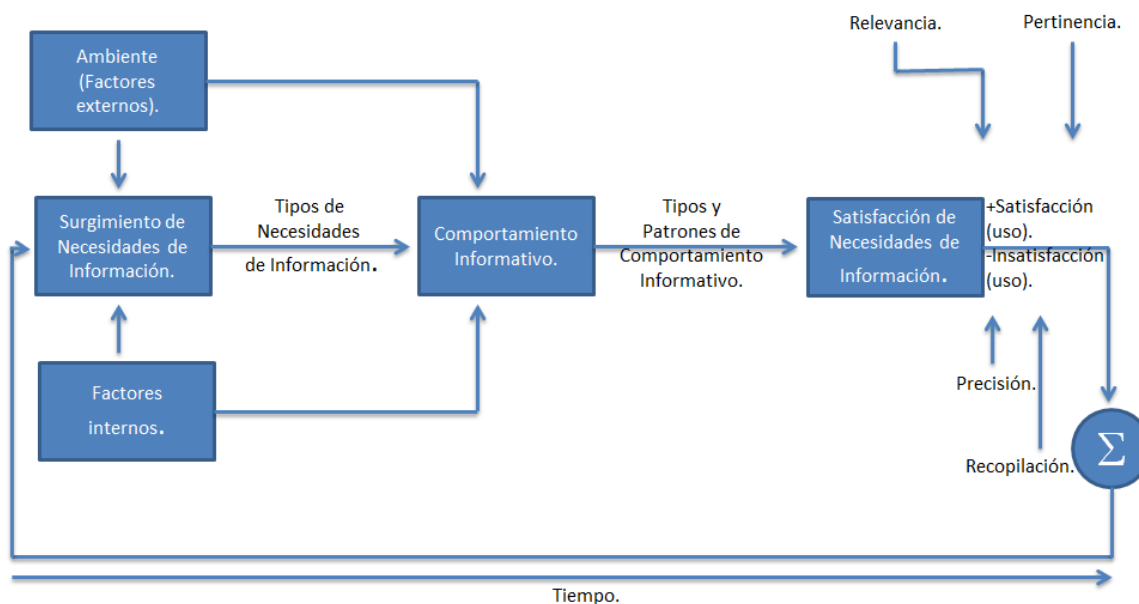 Relevancia.
Pertinencia.
Ambiente
(Factores
externos).
Surgimiento de
Necesidades de
Información.
Tipos de
Necesidades
de Información.
Comportamiento
Informativo.
Tipos y
Patrones de
Comportamiento
Informativo.
Satisfacción de
Necesidades de
Información.
+Satisfacción
(uso).
-Insatisfacción
(uso).
Factores
internos.
Precisión.
Recopilación.
Σ
Tiempo.